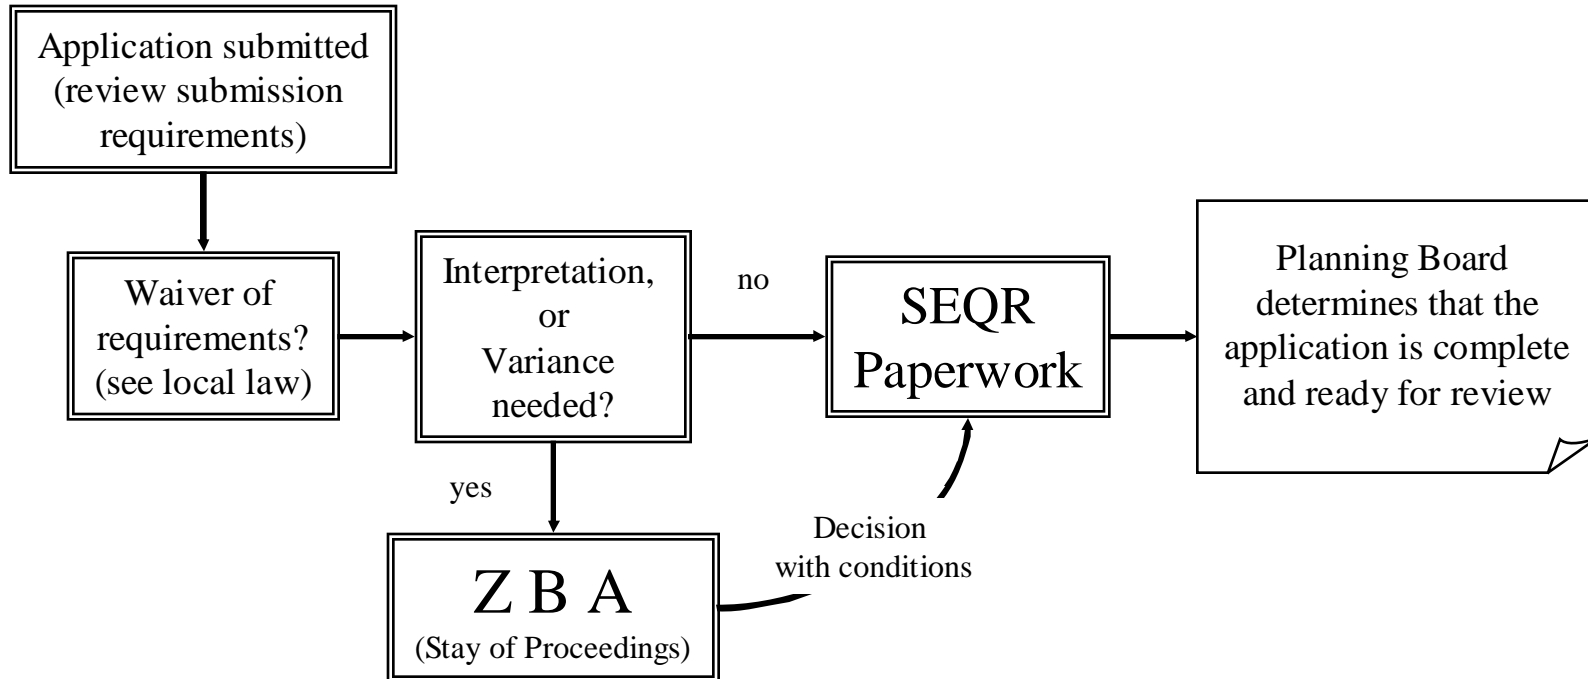 Application submitted
(review submission
requirements)
Waiver of
requirements?
(see local law)
Interpretation,
or
Variance
needed?
no
yes
SEQR
Paperwork
Planning Board
determines that the
application is complete
and ready for review
Z B A
(Stay of Proceedings)
Decision
with conditions